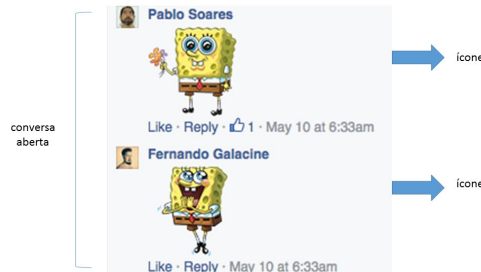 Pablo Soares
ícone
Like · Reply · 1 · May 10 at 6:33am
conversa
aberta
Fernando Galacine
ícone
Like · Reply · May 10 at 6:33am